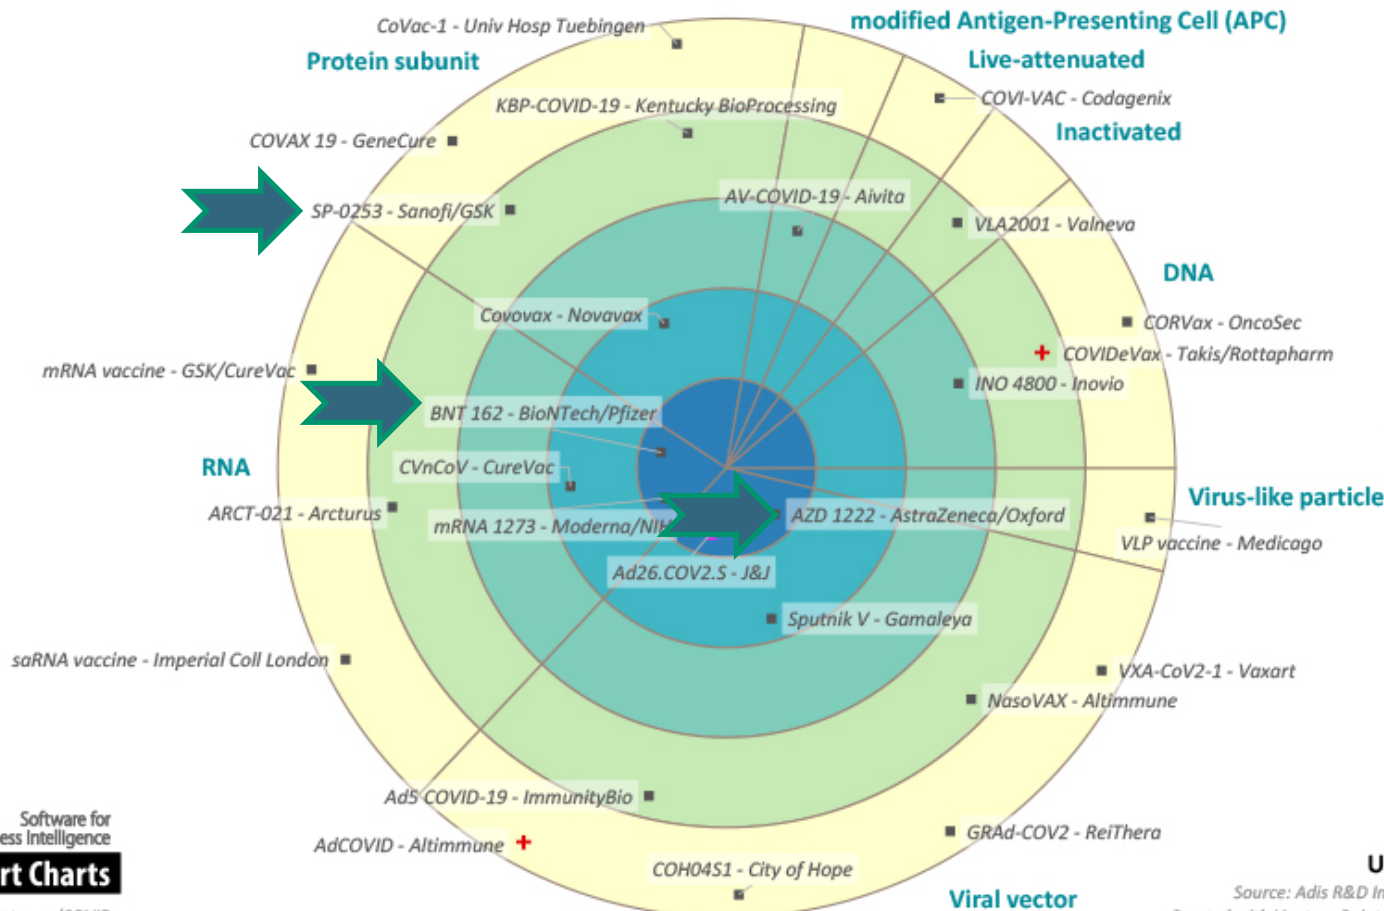 CoVac-1 - Univ Hosp Tuebingen
modified Antigen-Presenting Cell (APC)
Protein subunit
Live-attenuated
COVI-VAC - Codagenix
KBP-COVID-19 - Kentucky BioProcessing
Inactivated
COVAX 19 - GeneCure
AV-COVID-19 - Aivita
SP-0253 - Sanofi/GSK
VLA2001 - Valneva
DNA
Covovax - Novavax
CORVax - OncoSec
COVIDeVax - Takis/Rottapharm
mRNA vaccine - GSK/CureVac
INO 4800 - Inovio
BNT 162 - BioNTech/Pfizer
RNA
CVnCoV - CureVac
Virus-like particle
ARCT-021 - Arcturus
mRNA 1273 - Moderna/NIH
AZD 1222 - AstraZeneca/Oxford
VLP vaccine - Medicago
Ad26.COV2.S - J&J
Sputnik V - Gamaleya
saRNA vaccine - Imperial Coll London
VXA-CoV2-1 - Vaxart
NasoVAX - Altimmune
Ad5 COVID-19 - ImmunityBio
Software for
ess Intelligence
GRAd-COV2 - ReiThera
AdCOVID - Altimmune
COH04S1 - City of Hope
rt Charts
U
Source: Adis R&D In
Viral vector